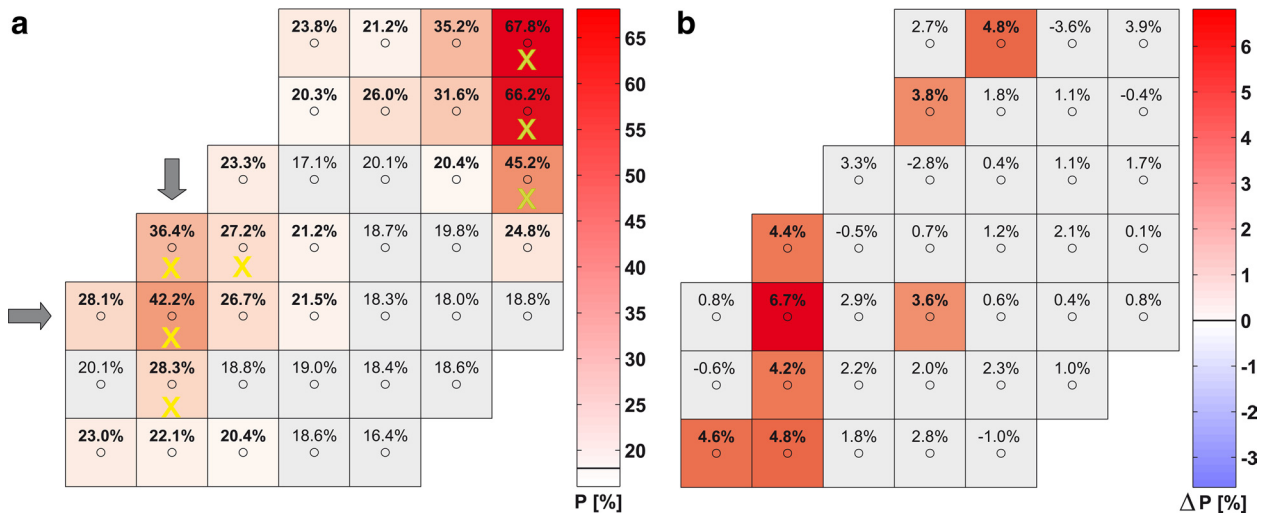 a
23.8% 21.2% 35.2% 67.8%
X
20.3% 26.0% 31.6% 66.2%
X
23.3% 17.1% 20.1% 20.4% 45.2%
X
36.4% 27.2% 21.2% 18.7% 19.8% 24.8%
X X
28.1% 42.2% 26.7% 21.5% 18.3% 18.0% 18.8%
X
20.1% 28.3% 18.8% 19.0% 18.4% 18.6%
X
23.0% 22.1% 20.4% 18.6% 16.4%
65
60
55
50
45
40
35
30
25
20
P [%]
b
2.7% 4.8% -3.6% 3.9%
3.8% 1.8% 1.1% -0.4%
3.3% -2.8% 0.4% 1.1% 1.7%
4.4% -0.5% 0.7% 1.2% 2.1% 0.1%
0.8% 6.7% 2.9% 3.6% 0.6% 0.4% 0.8%
-0.6% 4.2% 2.2% 2.0% 2.3% 1.0%
4.6% 4.8% 1.8% 2.8% -1.0%
6
5
4
3
2
1
0
-1
-2
-3
Δ P [%]